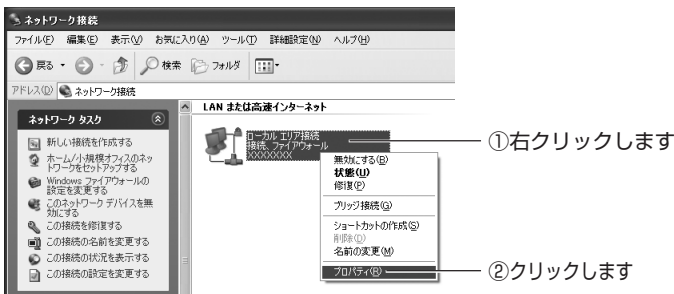 ネットワーク接続
ファイル(F) 編集(E) 表示(V) お気に入り(A) ツール(T) 詳細設定(N) ヘルプ(H)
戻る 検索 フォルダ
アドレス(D) ネットワーク接続
ネットワーク タスク
新しい接続を作成する
ホーム/小規模オフィスのネッ
トワークをセットアップする
Windows ファイアウォールの
設定を変更する
このネットワーク デバイスを無
効にする
この接続を修復する
この接続の名前を変更する
この接続の状況を表示する
この接続の設定を変更する
LAN または高速インターネット
ローカル エリア接続
接続、ファイアウォール
XXXXXXXX
無効にする(B)
状態(U)
修復(P)
ブリッジ接続(G)
ショートカットの作成(S)
削除(D)
名前の変更(M)
プロパティ(R)
①右クリックします
②クリックします